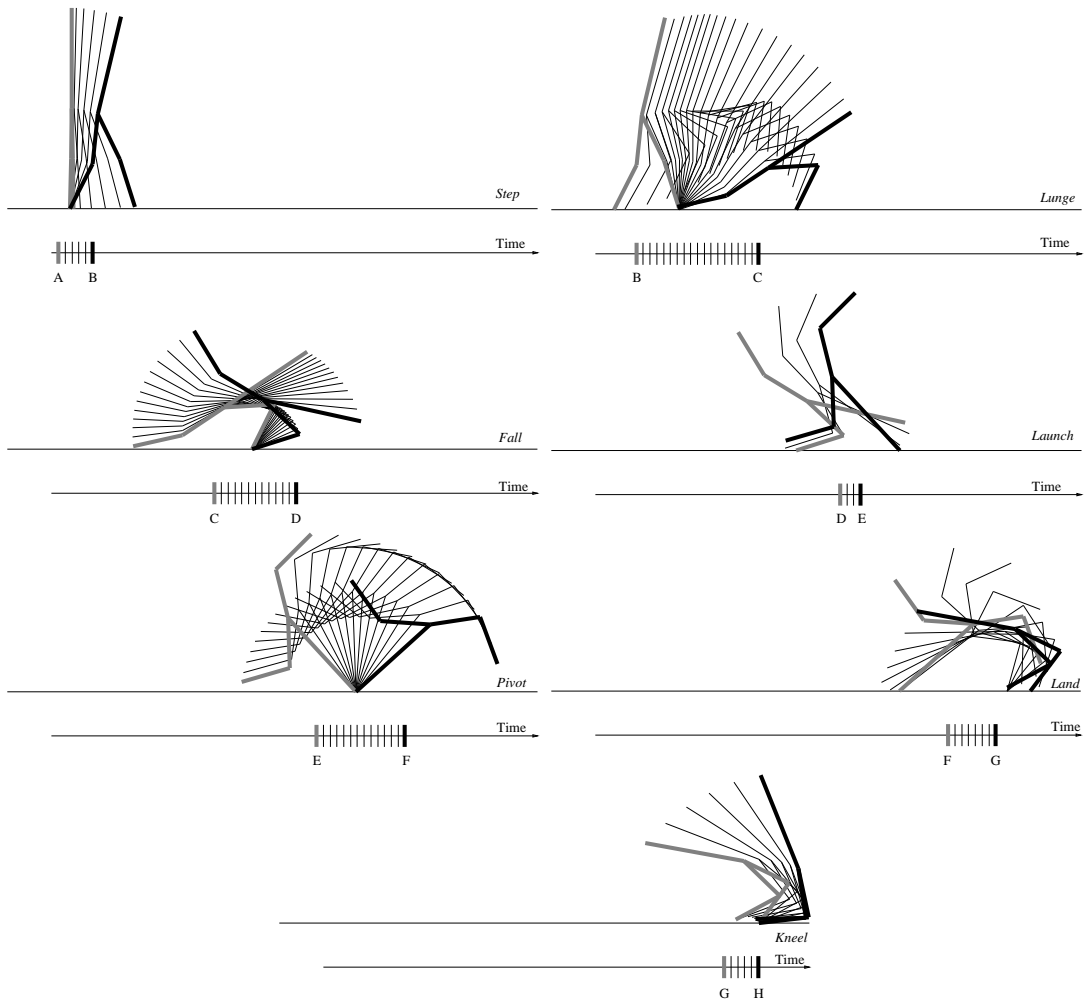 Step
Time
A B
Lunge
Time
B C
Fall
Time
C D
Launch
Time
D E
Pivot
Time
E F
Land
Time
F G
Kneel
Time
G H